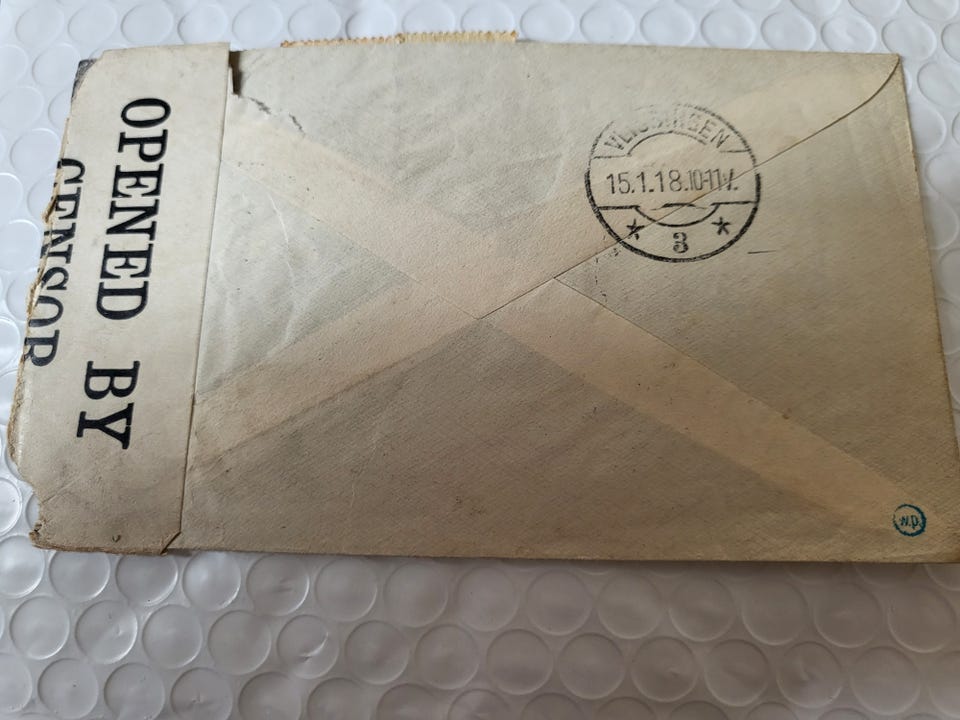 OPENED BY
CENSOR
VLISSINGEN
15.1.18.10-11V.
* 3 *